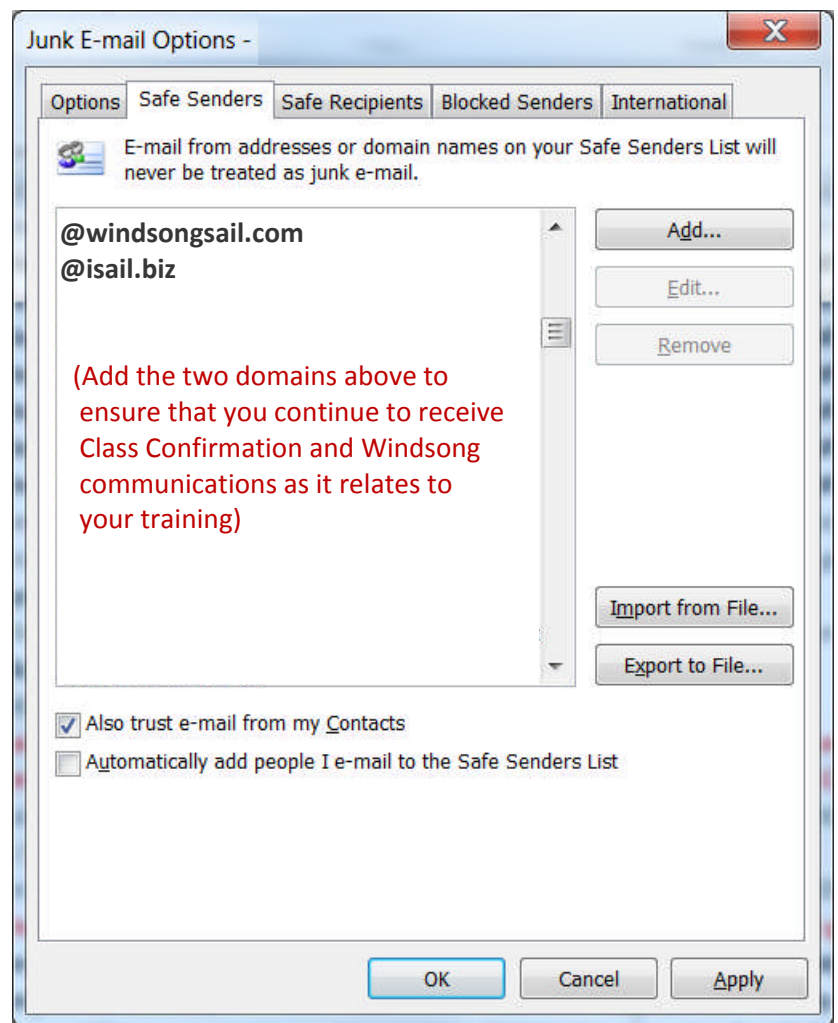 Junk E-mail Options -
Options Safe Senders Safe Recipients Blocked Senders International
E-mail from addresses or domain names on your Safe Senders List will
never be treated as junk e-mail.
@windsongsail.com
@isail.biz
Add...
Edit...
Remove
(Add the two domains above to
ensure that you continue to receive
Class Confirmation and Windsong
communications as it relates to
your training)
Import from File...
Export to File...
Also trust e-mail from my Contacts
Automatically add people I e-mail to the Safe Senders List
OK Cancel Apply